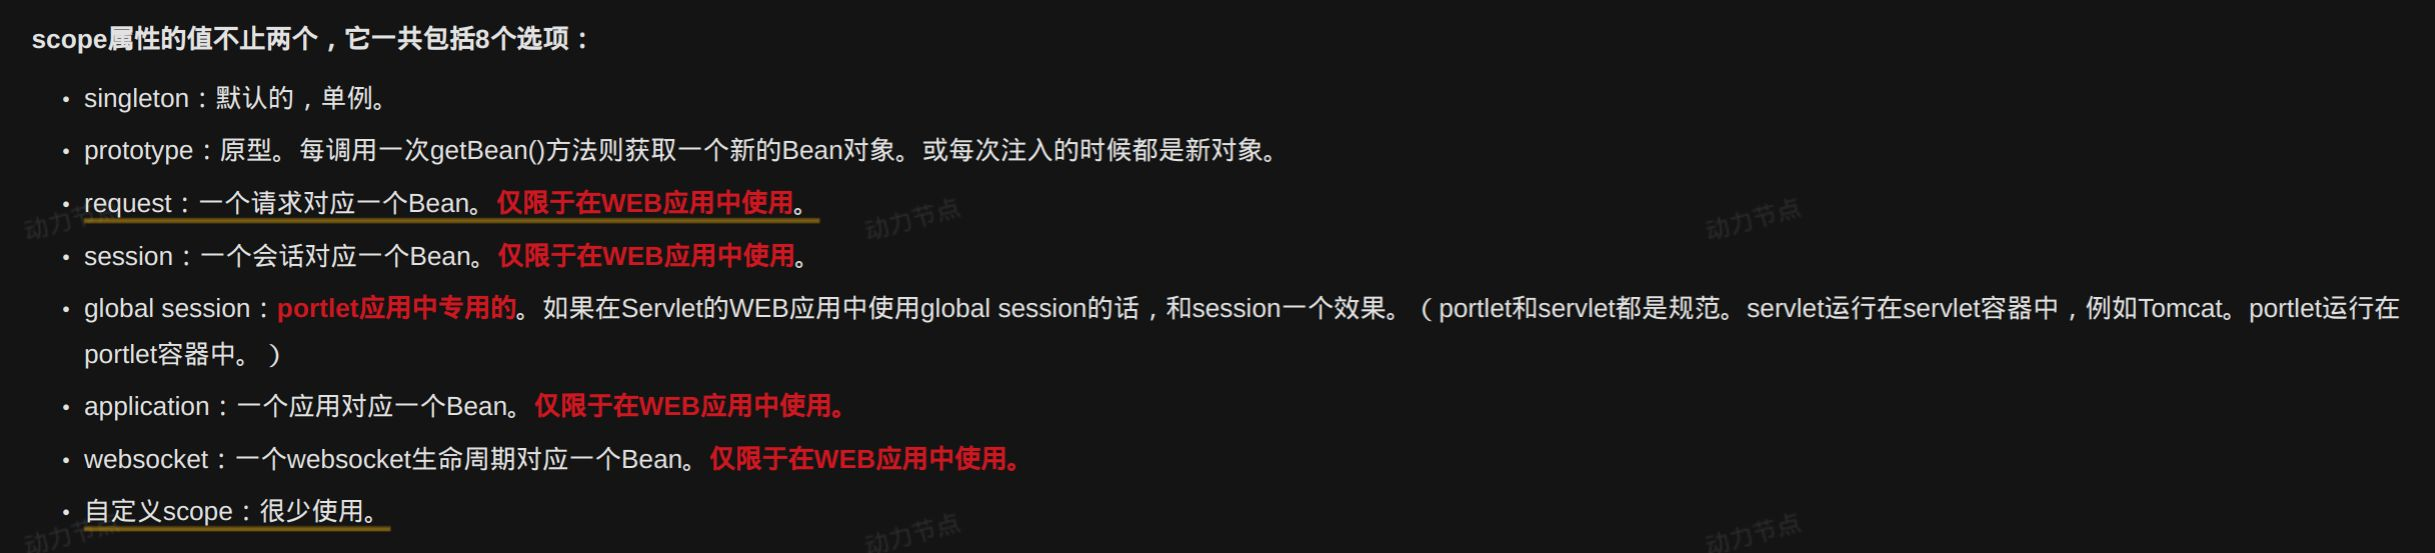 scope属性的值不止两个，它一共包括8个选项：
• singleton：默认的，单例。
• prototype：原型。每调用一次getBean()方法则获取一个新的Bean对象。或每次注入的时候都是新对象。
• request：一个请求对应一个Bean。仅限于在WEB应用中使用。
动力节点 动力节点 动力节点
• session：一个会话对应一个Bean。仅限于在WEB应用中使用。
• global session：portlet应用中专用的。如果在Servlet的WEB应用中使用global session的话，和session一个效果。（portlet和servlet都是规范。servlet运行在servlet容器中，例如Tomcat。portlet运行在
portlet容器中。）
• application：一个应用对应一个Bean。仅限于在WEB应用中使用。
• websocket：一个websocket生命周期对应一个Bean。仅限于在WEB应用中使用。
• 自定义scope：很少使用。
动力节点 动力节点 动力节点